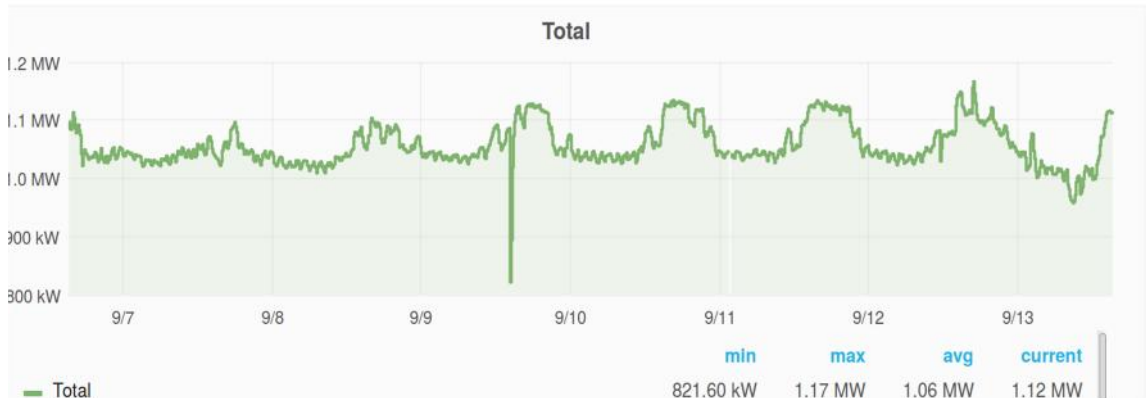 Total
1.2 MW
1.1 MW
1.0 MW
900 kW
800 kW
9/7 9/8 9/9 9/10 9/11 9/12 9/13
min max avg current
Total 821.60 kW 1.17 MW 1.06 MW 1.12 MW